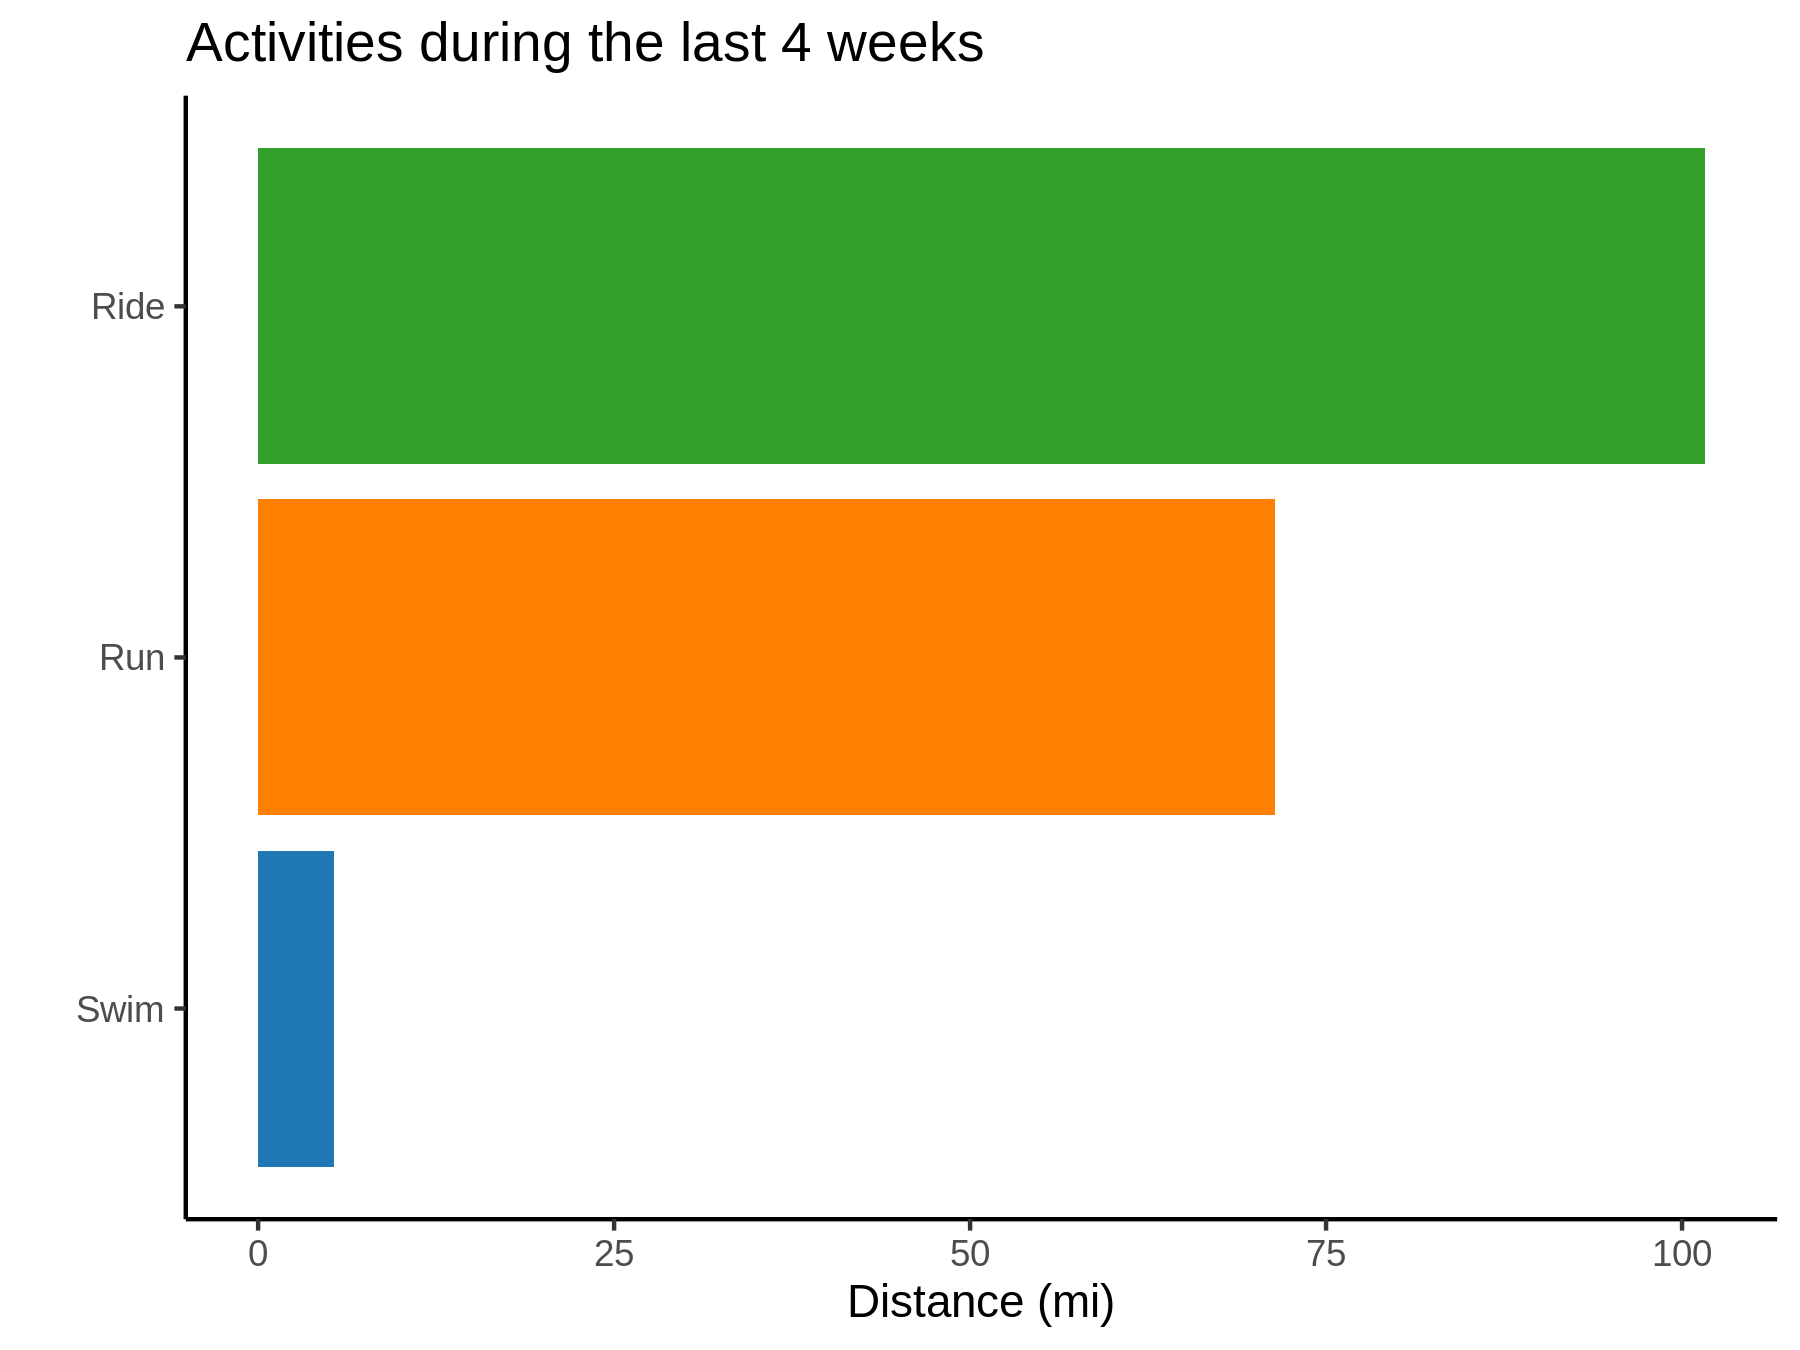 Activities during the last 4 weeks
Ride
Run
Swim
0 25 50 75 100
Distance (mi)